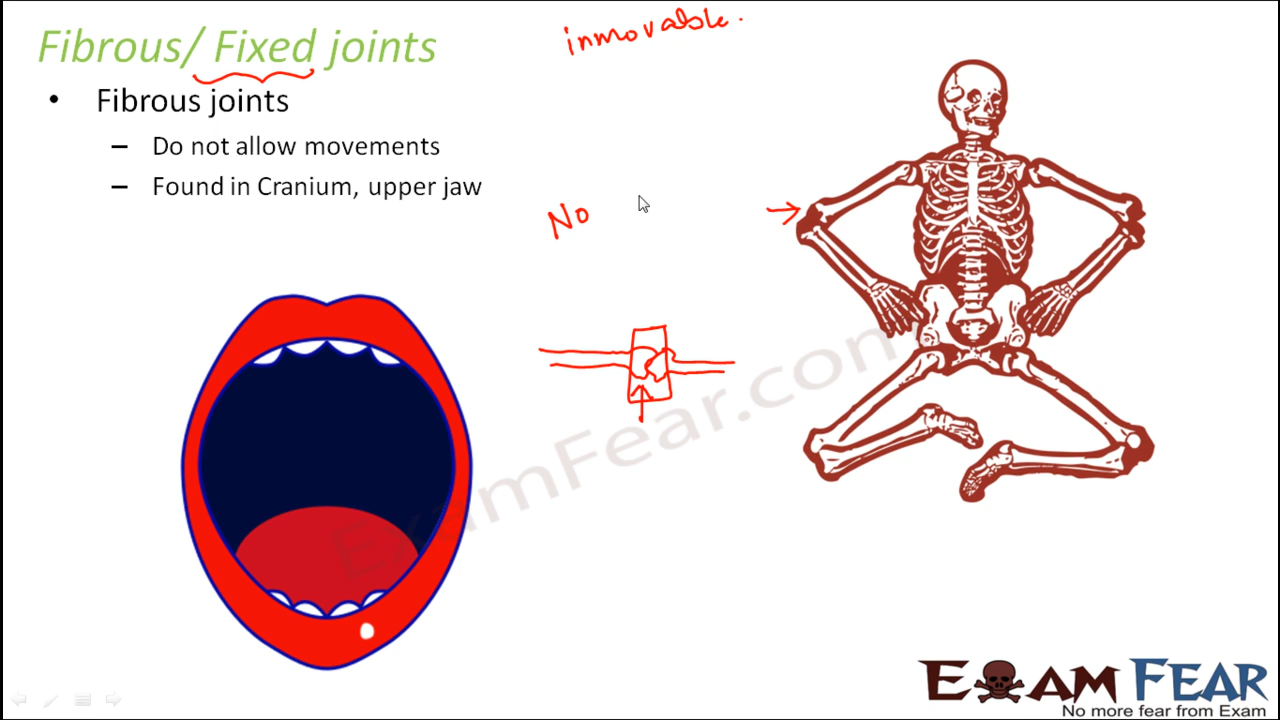 Fibrous/ Fixed joints
inmovable.
• Fibrous joints
– Do not allow movements
– Found in Cranium, upper jaw
No
ExamFear.com
EXAM FEAR
No more fear from Exam